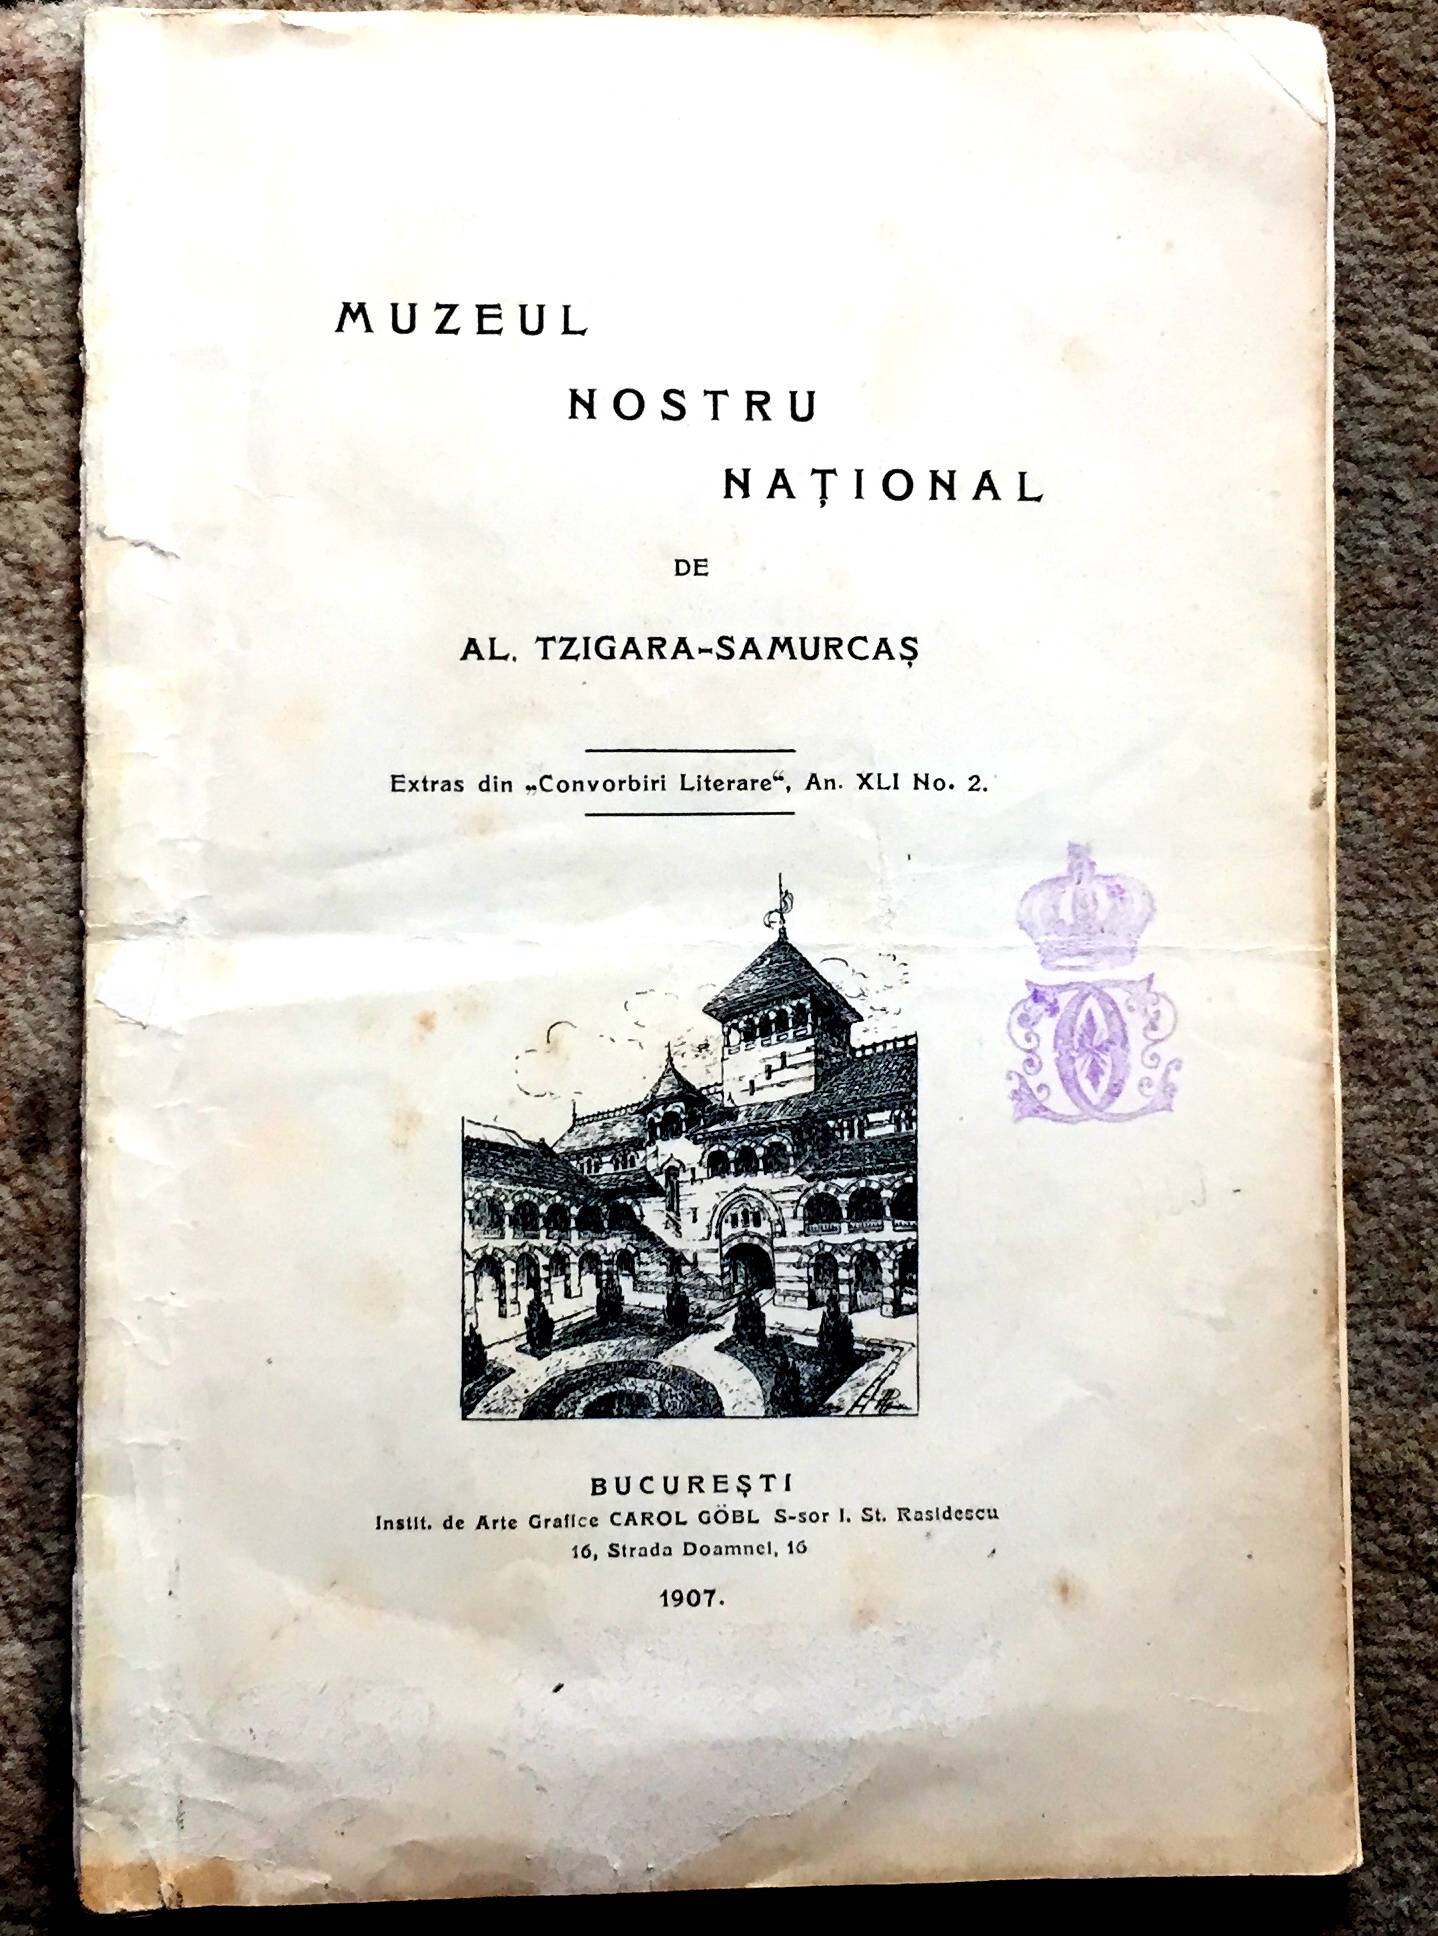 MUZEUL
NOSTRU
NAȚIONAL
DE
AL. TZIGARA-SAMURCAȘ
Extras din „Convorbiri Literare“, An. XLI No. 2.
BUCUREȘTI
Instit. de Arte Grafice CAROL GÖBL S-sor I. St. Rasidescu
16, Strada Doamnei, 16
1907.